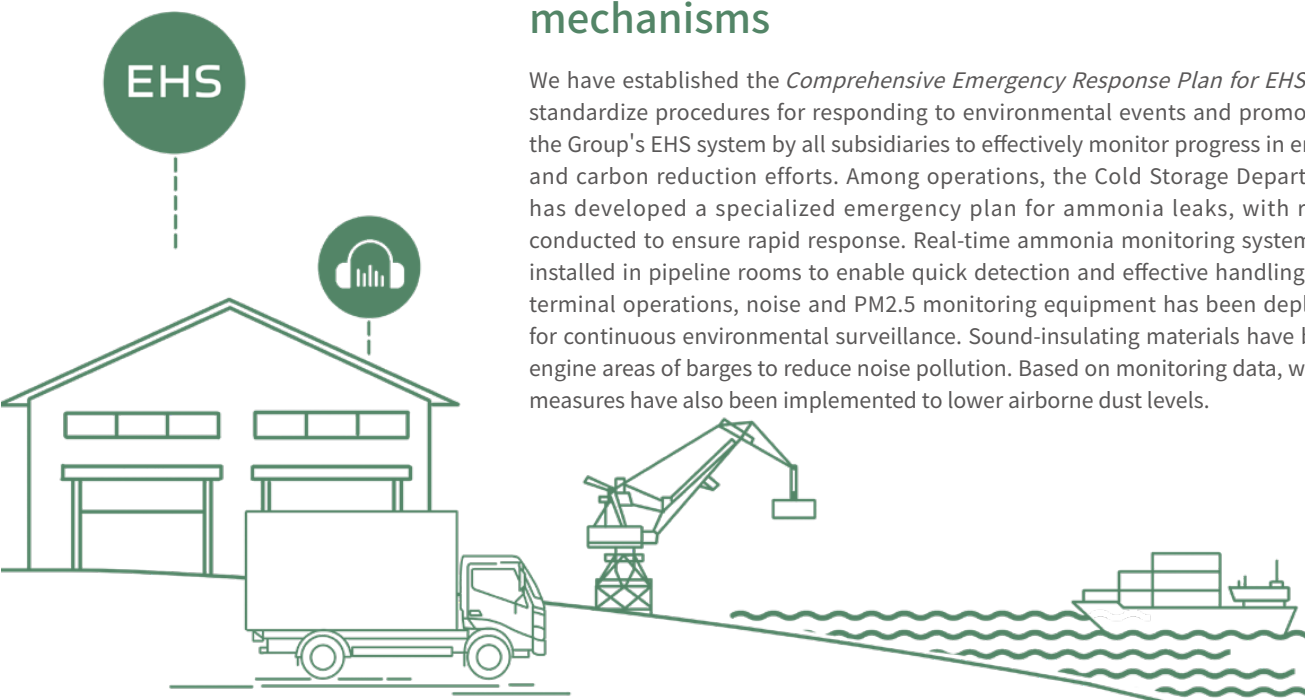 mechanisms
EHS
We have established the Comprehensive Emergency Response Plan for EHS
standardize procedures for responding to environmental events and
the Group's EHS system by all subsidiaries to effectively monitor progress in
and carbon reduction efforts. Among operations, the Cold Storage
has developed a specialized emergency plan for ammonia leaks, with
conducted to ensure rapid response. Real-time ammonia monitoring
installed in pipeline rooms to enable quick detection and effective handling
terminal operations, noise and PM2.5 monitoring equipment has been
for continuous environmental surveillance. Sound-insulating materials have
engine areas of barges to reduce noise pollution. Based on monitoring data,
measures have also been implemented to lower airborne dust levels.